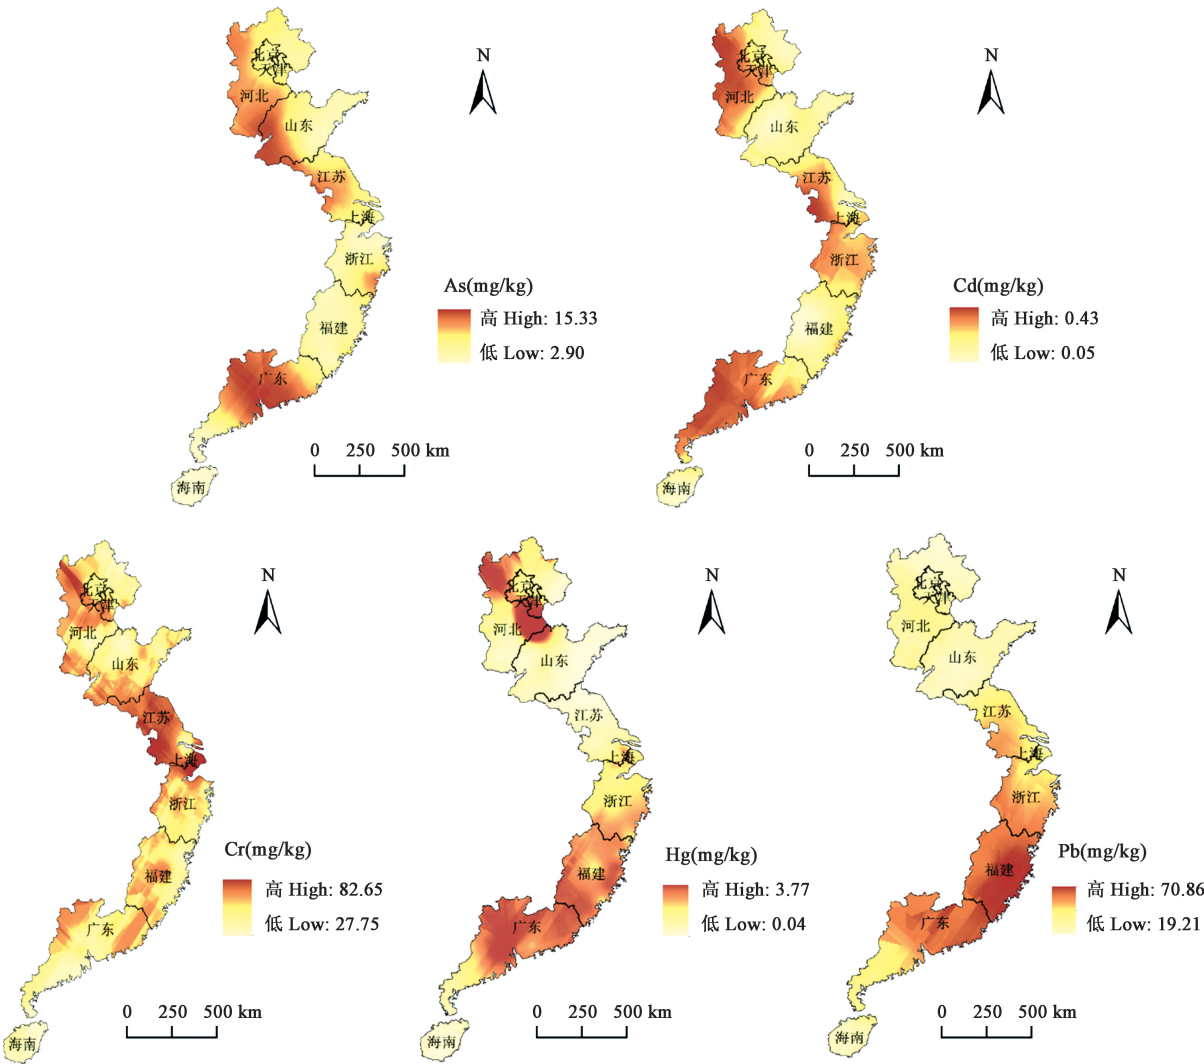 N
北京
天津
河北
山东
江苏
上海
浙江
福建
广东
海南
As(mg/kg)
高 High: 15.33
低 Low: 2.90
0 250 500 km
N
北京
天津
河北
山东
江苏
上海
浙江
福建
广东
海南
Cd(mg/kg)
高 High: 0.43
低 Low: 0.05
0 250 500 km
N
北京
天津
河北
山东
江苏
上海
浙江
福建
广东
海南
Cr(mg/kg)
高 High: 82.65
低 Low: 27.75
0 250 500 km
N
北京
天津
河北
山东
江苏
上海
浙江
福建
广东
海南
Hg(mg/kg)
高 High: 3.77
低 Low: 0.04
0 250 500 km
N
北京
天津
河北
山东
江苏
上海
浙江
福建
广东
海南
Pb(mg/kg)
高 High: 70.86
低 Low: 19.21
0 250 500 km